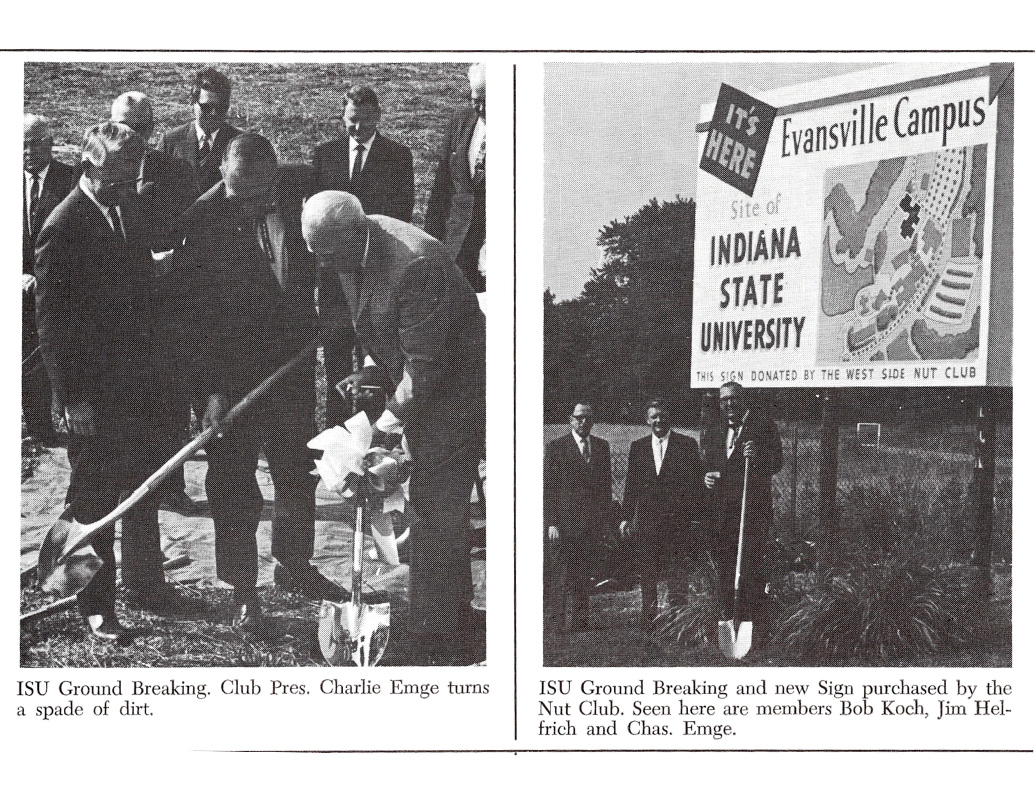 IT'S
HERE
Evansville Campus
Site of
INDIANA
STATE
UNIVERSITY
THIS SIGN DONATED BY THE WEST SIDE NUT CLUB
ISU Ground Breaking. Club Pres. Charlie Emge turns
a spade of dirt.
ISU Ground Breaking and new Sign purchased by the
Nut Club. Seen here are members Bob Koch, Jim Hel-
frich and Chas. Emge.